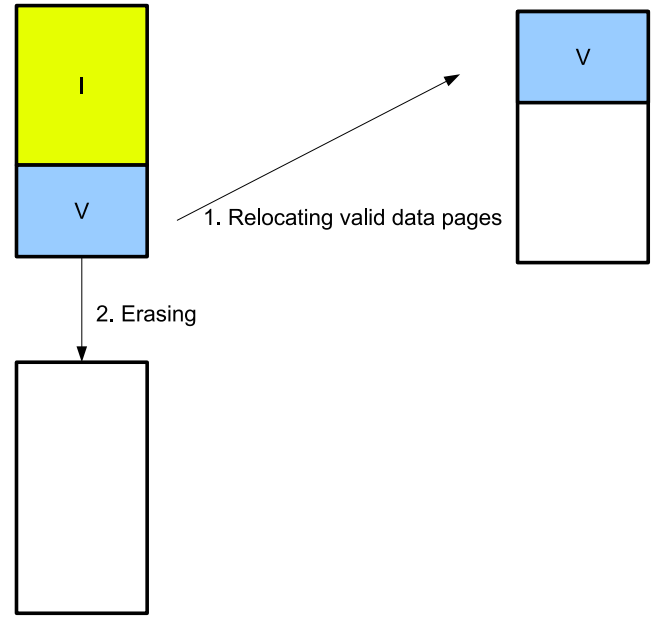 I
V
V
1. Relocating valid data pages
2. Erasing